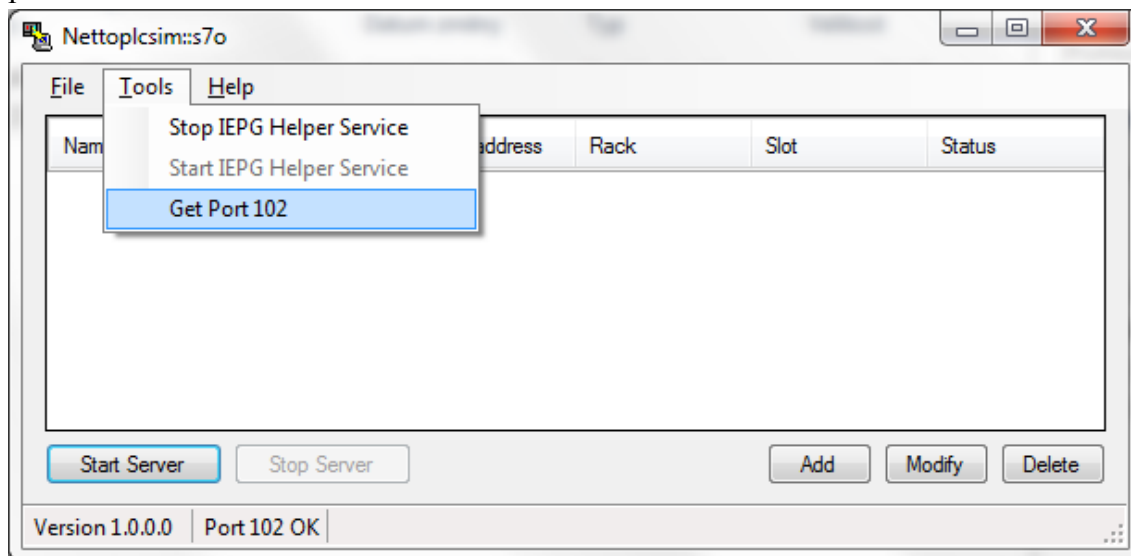 Nettoplcsim::s7o
File Tools Help
Stop IEPG Helper Service
Start IEPG Helper Service
Get Port 102
Nam address Rack Slot Status
Start Server Stop Server Add Modify Delete
Version 1.0.0.0 Port 102 OK